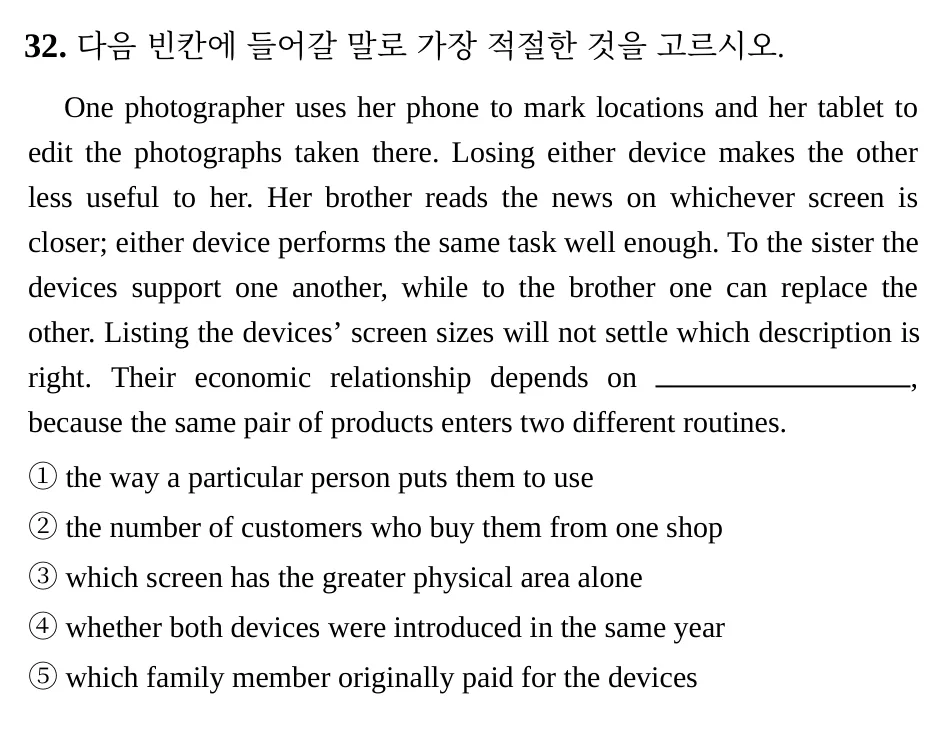 32. 다음 빈칸에 들어갈 말로 가장 적절한 것을 고르시오.
One photographer uses her phone to mark locations and her tablet to
edit the photographs taken there. Losing either device makes the other
less useful to her. Her brother reads the news on whichever screen is
closer; either device performs the same task well enough. To the sister the
devices support one another, while to the brother one can replace the
other. Listing the devices’ screen sizes will not settle which description is
right. Their economic relationship depends on ________________,
because the same pair of products enters two different routines.
① the way a particular person puts them to use
② the number of customers who buy them from one shop
③ which screen has the greater physical area alone
④ whether both devices were introduced in the same year
⑤ which family member originally paid for the devices